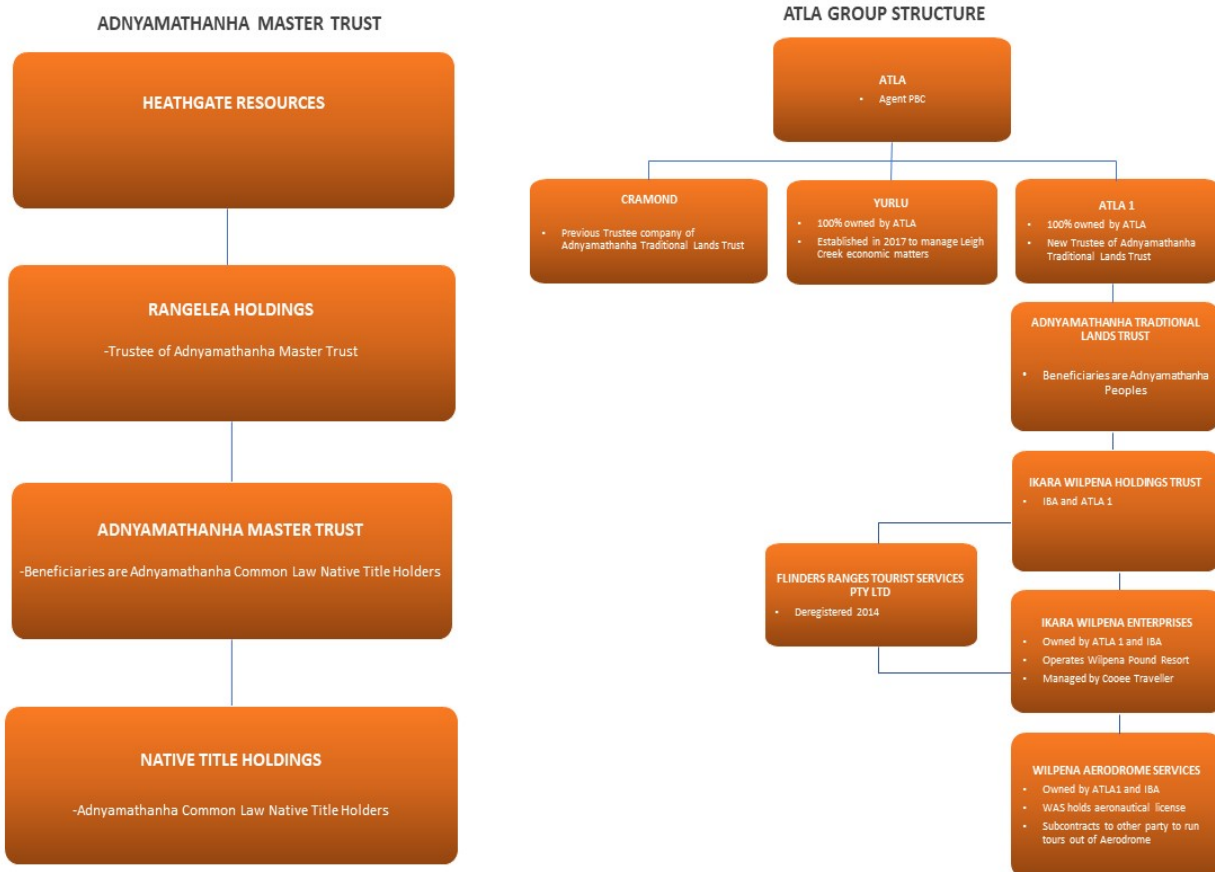 ADNYAMATHANHA MASTER TRUST
HEATHGATE RESOURCES
RANGELEA HOLDINGS
-Trustee of Adnyamathanha Master Trust
ADNYAMATHANHA MASTER TRUST
-Beneficiaries are Adnyamathanha Common Law Native Title Holders
NATIVE TITLE HOLDINGS
-Adnyamathanha Common Law Native Title Holders
ATLA GROUP STRUCTURE
ATLA
• Agent PBC
CRAMOND
• Previous Trustee company of
Adnyamathanha Traditional Lands Trust
YURLU
• 100% owned by ATLA
• Established in 2017 to manage Leigh
Creek economic matters
ATLA 1
• 100% owned by ATLA
• New Trustee of Adnyamathanha
Traditional Lands Trust
ADNYAMATHANHA TRADTIONAL
LANDS TRUST
• Beneficiaries are Adnyamathanha
Peoples
IKARA WILPENA HOLDINGS TRUST
• IBA and ATLA 1
FLINDERS RANGES TOURIST SERVICES
PTY LTD
• Deregistered 2014
IKARA WILPENA ENTERPRISES
• Owned by ATLA 1 and IBA
• Operates Wilpena Pound Resort
• Managed by Cooee Traveller
WILPENA AERODROME SERVICES
• Owned by ATLA1 and IBA
• WAS holds aeronautical license
• Subcontracts to other party to run
tours out of Aerodrome